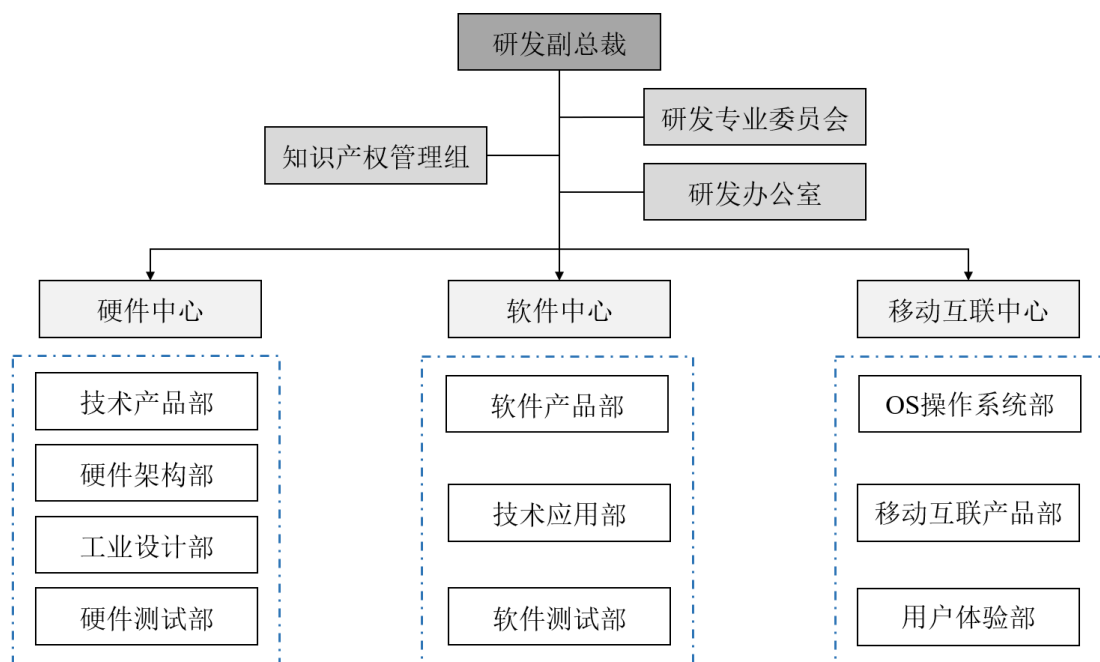 研发副总裁
研发专业委员会
知识产权管理组
研发办公室
硬件中心
软件中心
移动互联中心
技术产品部
硬件架构部
工业设计部
硬件测试部
软件产品部
技术应用部
软件测试部
OS操作系统部
移动互联产品部
用户体验部